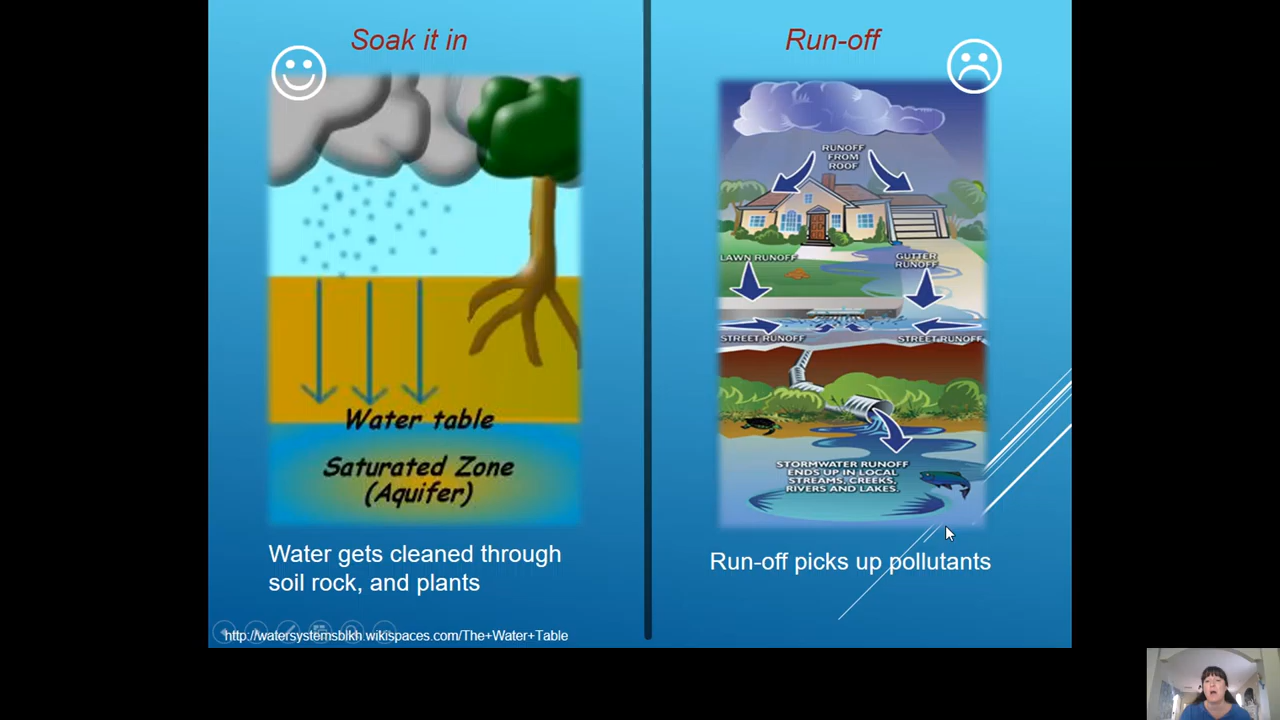 Soak it in
Water table
Saturated Zone
(Aquifer)
Water gets cleaned through
soil rock, and plants
http://watersystemsblkh.wikispaces.com/The+Water+Table
Run-off
RUNOFF
FROM
ROOF
LAWN RUNOFF
GUTTER
RUNOFF
STREET RUNOFF
STREET RUNOFF
STORMWATER RUNOFF
ENDS UP IN LOCAL
STREAMS, CREEKS,
RIVERS AND LAKES.
Run-off picks up pollutants